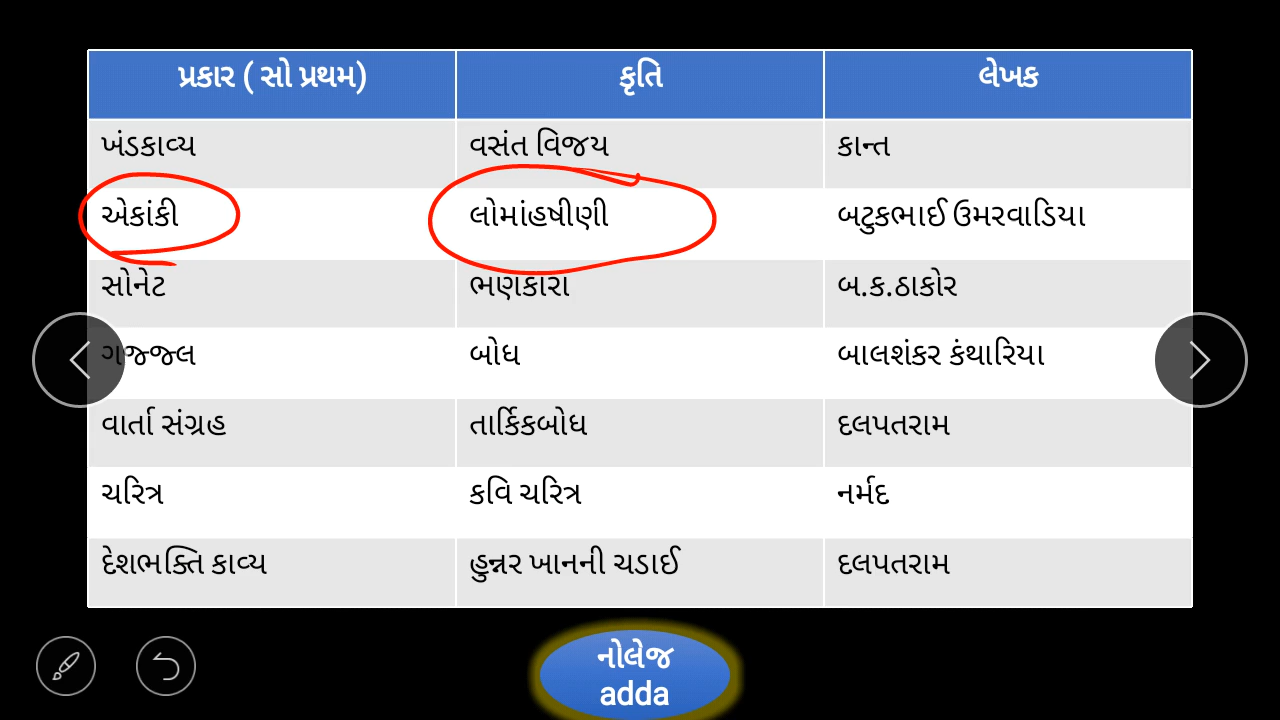 પ્રકાર ( સો પ્રથમ) કૃતિ લેખક
ખંડકાવ્ય વસંત વિજય કાન્ત
એકાંકી લોમાંહષીણી બટુકભાઈ ઉમરવાડિયા
સોનેટ ભણકારા બ.ક.ઠાકોર
ગજ્જ્લ બોધ બાલશંકર કંથારિયા
વાર્તા સંગ્રહ તાર્કિકબોધ દલપતરામ
ચરિત્ર કવિ ચરિત્ર નર્મદ
દેશભક્તિ કાવ્ય હુન્નર ખાનની ચડાઈ દલપતરામ
નોલેજ
adda